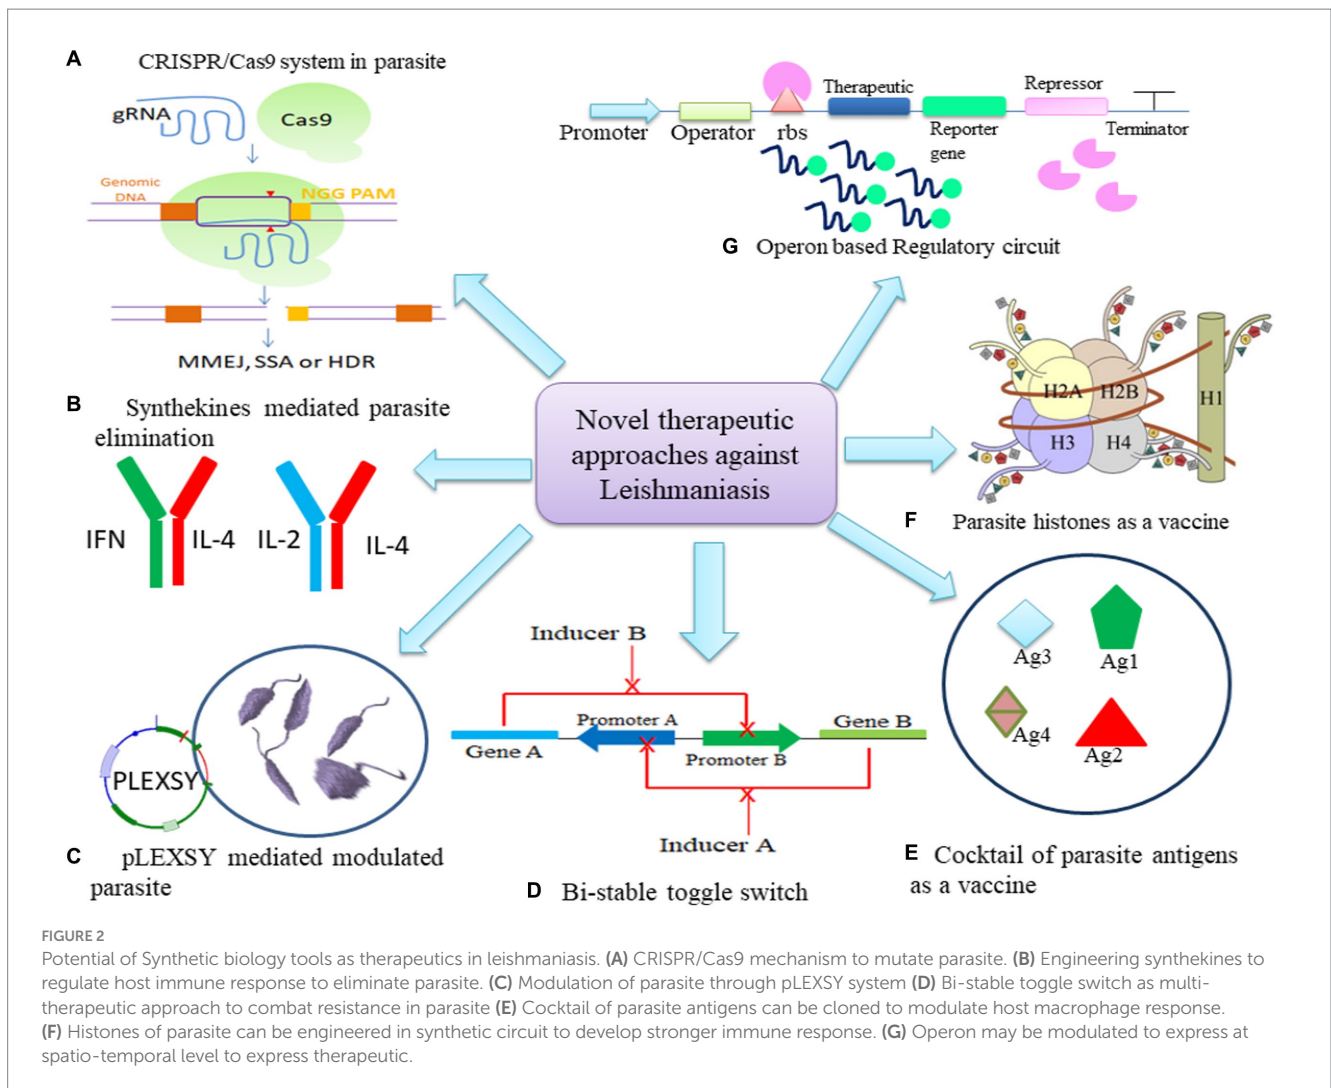 A
CRISPR/Cas9 system in parasite
gRNA
Cas9
Genomic
DNA
NGG PAM
MMEJ, SSA or HDR
Therapeutic
Repressor
Promoter
Operator
rbs
Reporter
gene
Terminator
G Operon based Regulatory circuit
B
Synthekines mediated parasite
elimination
IFN
IL-4
IL-2
IL-4
Novel therapeutic
approaches against
Leishmaniasis
H2A
H2B
H1
H3
H4
F Parasite histones as a vaccine
PLEXSY
C pLEXSY mediated modulated
parasite
Inducer B
Promoter A
Gene B
Gene A
Promoter B
Inducer A
D Bi-stable toggle switch
Ag3
Ag1
Ag4
Ag2
E Cocktail of parasite antigens
as a vaccine
FIGURE 2
Potential of Synthetic biology tools as therapeutics in leishmaniasis. (A) CRISPR/Cas9 mechanism to mutate parasite. (B) Engineering synthekines to
regulate host immune response to eliminate parasite. (C) Modulation of parasite through pLEXSY system (D) Bi-stable toggle switch as multi-
therapeutic approach to combat resistance in parasite (E) Cocktail of parasite antigens can be cloned to modulate host macrophage response.
(F) Histones of parasite can be engineered in synthetic circuit to develop stronger immune response. (G) Operon may be modulated to express at
spatio-temporal level to express therapeutic.